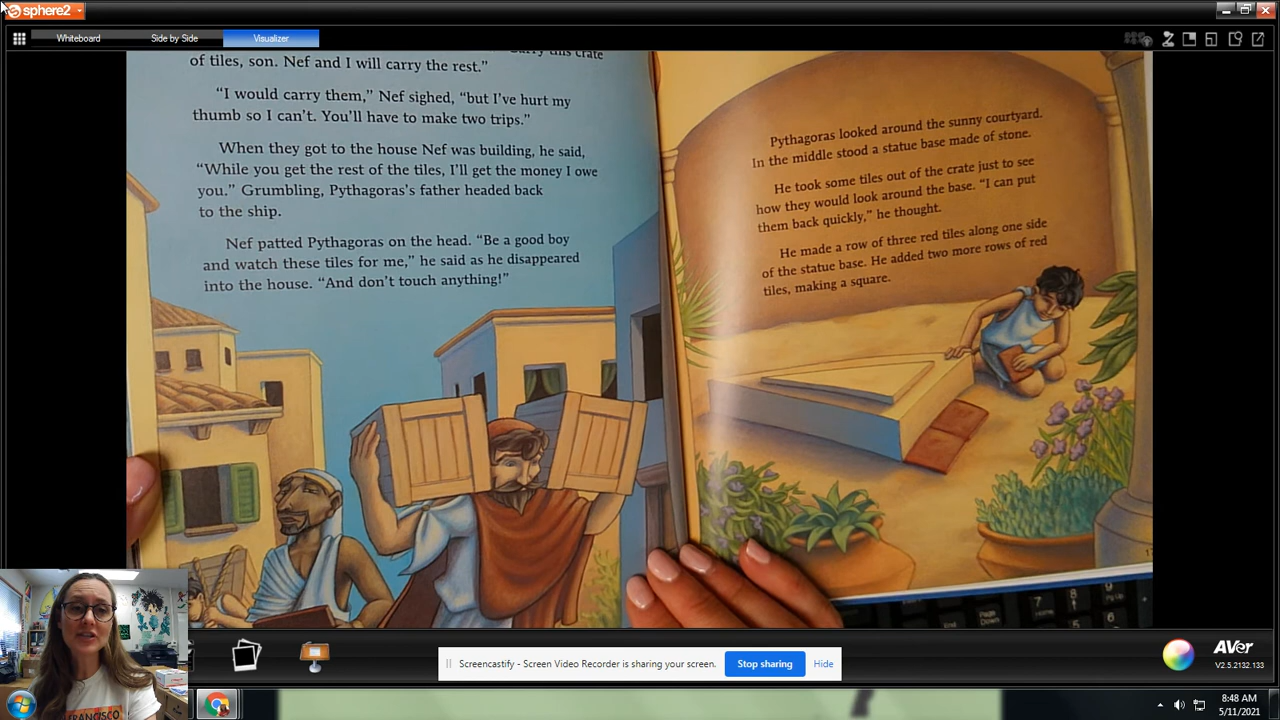 sphere2
Whiteboard
Side by Side
Visualizer
of tiles, son. Nef and I will carry the rest."
"I would carry them," Nef sighed, "but I've hurt my
thumb so I can't. You'll have to make two trips."
When they got to the house Nef was building, he said,
"While you get the rest of the tiles, I'll get the money I owe
you." Grumbling, Pythagoras's father headed back
to the ship.
Nef patted Pythagoras on the head. "Be a good boy
and watch these tiles for me," he said as he disappeared
into the house. "And don't touch anything!"
Pythagoras looked around the sunny courtyard.
In the middle stood a statue base made of stone.
He took some tiles out of the crate just to see
how they would look around the base. "I can put
them back quickly," he thought.
He made a row of three red tiles along one side
of the statue base. He added two more rows of red
tiles, making a square.
Screencastify - Screen Video Recorder is sharing your screen.
Stop sharing
Hide
AVer
V2.5.2132.133
8:48 AM
5/11/2021